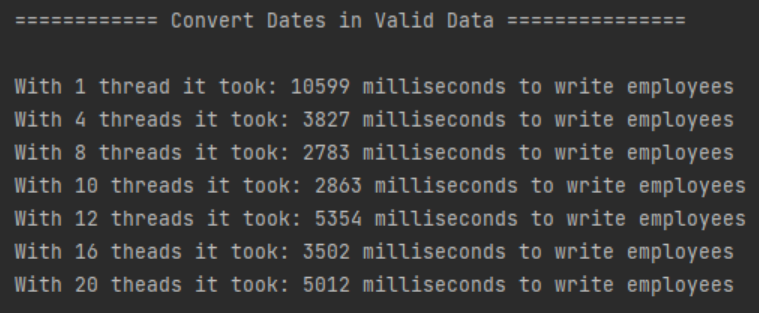 ============ Convert Dates in Valid Data ===============
With 1 thread it took: 10599 milliseconds to write employees
With 4 threads it took: 3827 milliseconds to write employees
With 8 threads it took: 2783 milliseconds to write employees
With 10 threads it took: 2863 milliseconds to write employees
With 12 threads it took: 5354 milliseconds to write employees
With 16 theads it took: 3502 milliseconds to write employees
With 20 theads it took: 5012 milliseconds to write employees